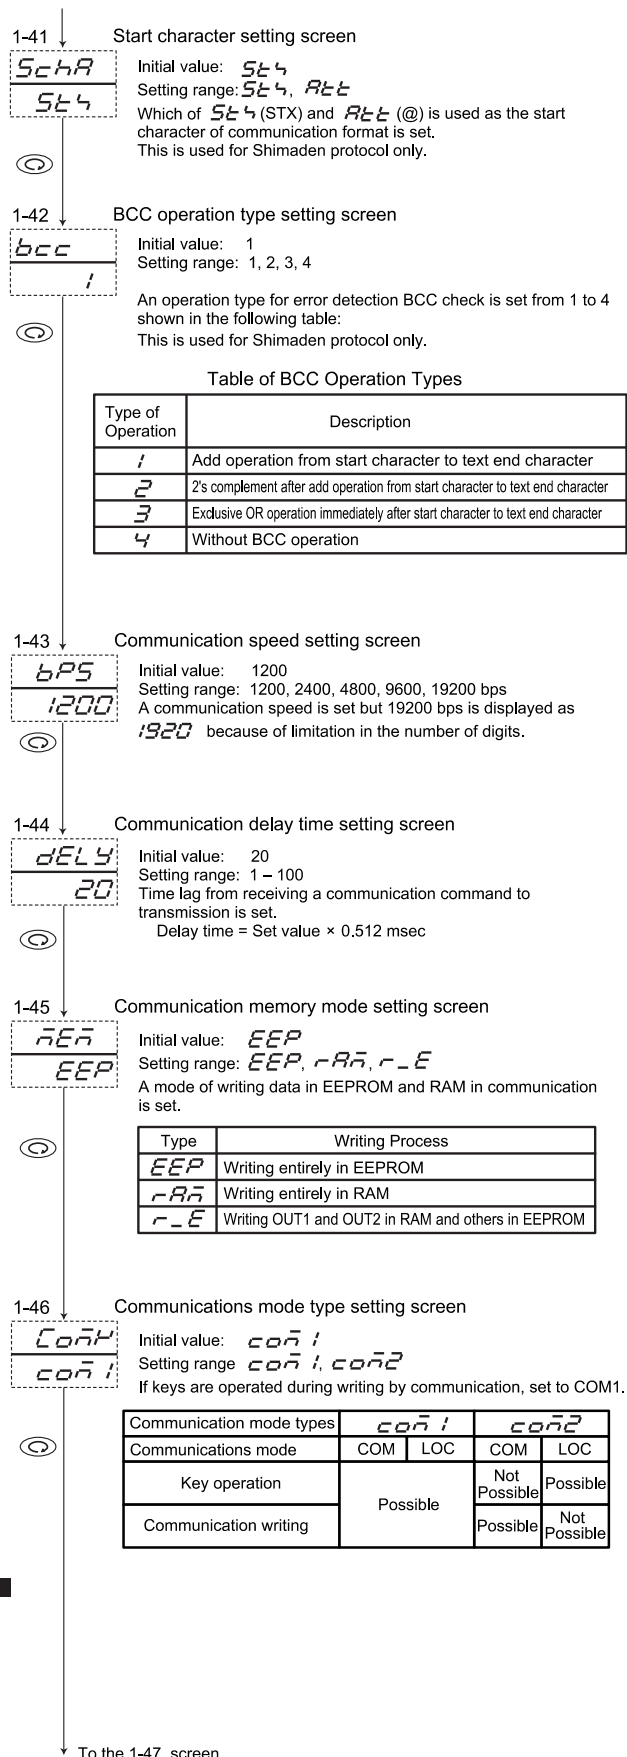 1-41 Start character setting screen
SchA
Stx
Initial value: Stx
Setting range: Stx, Att
Which of Stx (STX) and Att (@) is used as the start
character of communication format is set.
This is used for Shimaden protocol only.
1-42 BCC operation type setting screen
bcc
1
Initial value: 1
Setting range: 1, 2, 3, 4
An operation type for error detection BCC check is set from 1 to 4
shown in the following table:
This is used for Shimaden protocol only.
Table of BCC Operation Types
Type of Operation Description
1 Add operation from start character to text end character
2 2's complement after add operation from start character to text end character
3 Exclusive OR operation immediately after start character to text end character
4 Without BCC operation
1-43 Communication speed setting screen
bPS
1200
Initial value: 1200
Setting range: 1200, 2400, 4800, 9600, 19200 bps
A communication speed is set but 19200 bps is displayed as
1920 because of limitation in the number of digits.
1-44 Communication delay time setting screen
dELY
20
Initial value: 20
Setting range: 1 – 100
Time lag from receiving a communication command to
transmission is set.
Delay time = Set value × 0.512 msec
1-45 Communication memory mode setting screen
mEm
EEP
Initial value: EEP
Setting range: EEP, rAm, r_E
A mode of writing data in EEPROM and RAM in communication
is set.
Type Writing Process
EEP Writing entirely in EEPROM
rAm Writing entirely in RAM
r_E Writing OUT1 and OUT2 in RAM and others in EEPROM
1-46 Communications mode type setting screen
ComK
com1
Initial value: com1
Setting range com1, com2
If keys are operated during writing by communication, set to COM1.
Communication mode types com1 com2
Communications mode COM LOC COM LOC
Key operation Possible Not Possible Possible
Communication writing Possible Not Possible
To the 1-47 screen